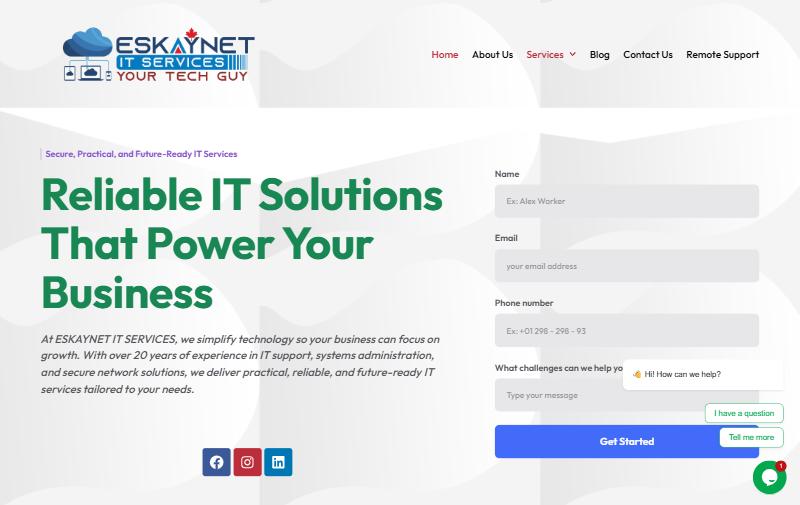 ESKAYNET
IT SERVICES
YOUR TECH GUY
Home About Us Services Blog Contact Us Remote Support
Secure, Practical, and Future-Ready IT Services
Reliable IT Solutions
That Power Your
Business
At ESKAYNET IT SERVICES, we simplify technology so your business can focus on
growth. With over 20 years of experience in IT support, systems administration,
and secure network solutions, we deliver practical, reliable, and future-ready IT
services tailored to your needs.
Name
Ex: Alex Worker
Email
your email address
Phone number
Ex: +01 298 - 298 - 93
What challenges can we help yo
Type your message
Get Started
Hi! How can we help?
I have a question
Tell me more
1